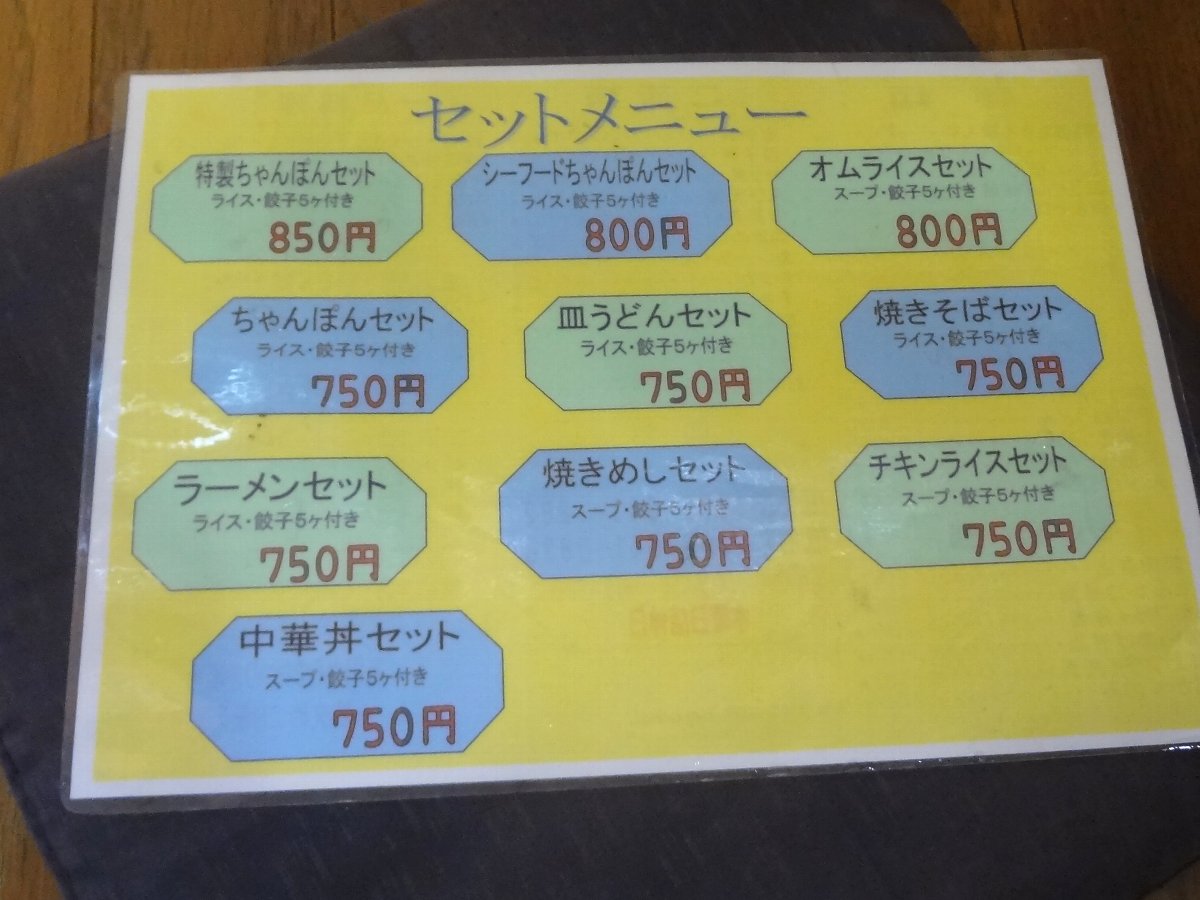 セットメニュー
特製ちゃんぽんセット
ライス・餃子5ヶ付き
850円
シーフードちゃんぽんセット
ライス・餃子5ヶ付き
800円
オムライスセット
スープ・餃子5ヶ付き
800円
ちゃんぽんセット
ライス・餃子5ヶ付き
750円
皿うどんセット
ライス・餃子5ヶ付き
750円
焼きそばセット
ライス・餃子5ヶ付き
750円
ラーメンセット
ライス・餃子5ヶ付き
750円
焼きめしセット
スープ・餃子5ヶ付き
750円
チキンライスセット
スープ・餃子5ヶ付き
750円
中華丼セット
スープ・餃子5ヶ付き
750円